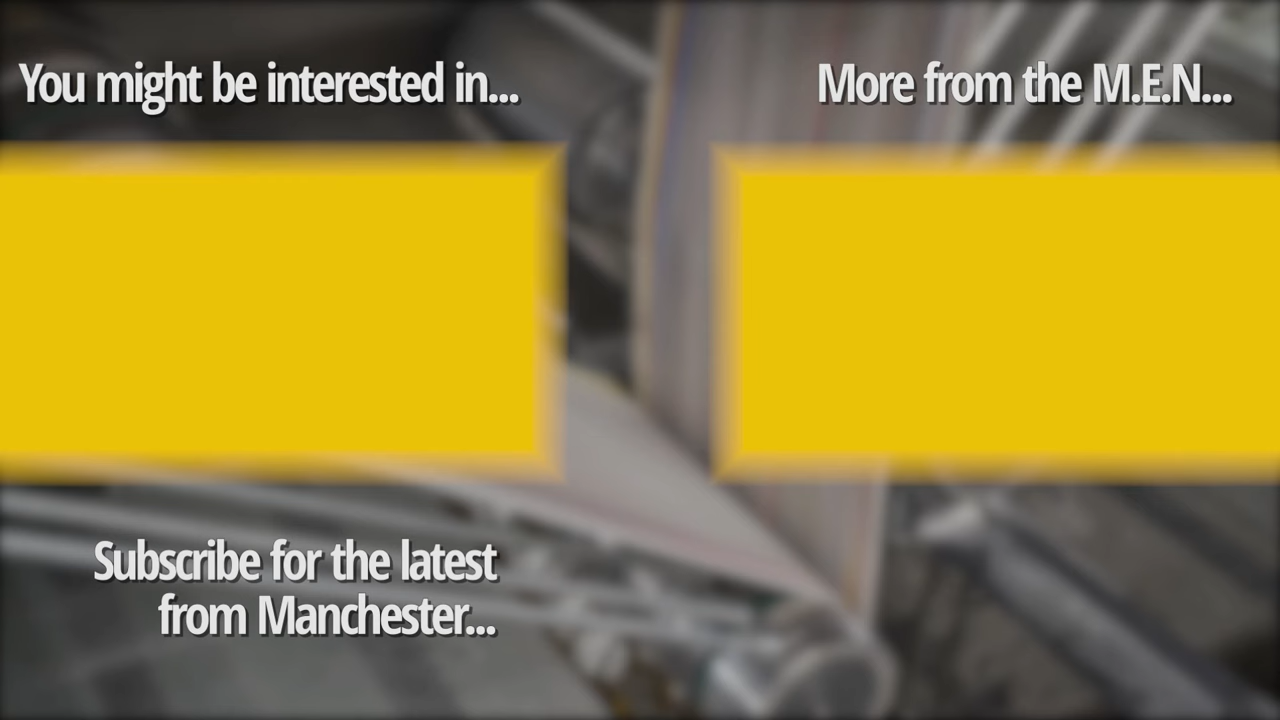 You might be interested in...
More from the M.E.N...
Subscribe for the latest
from Manchester...